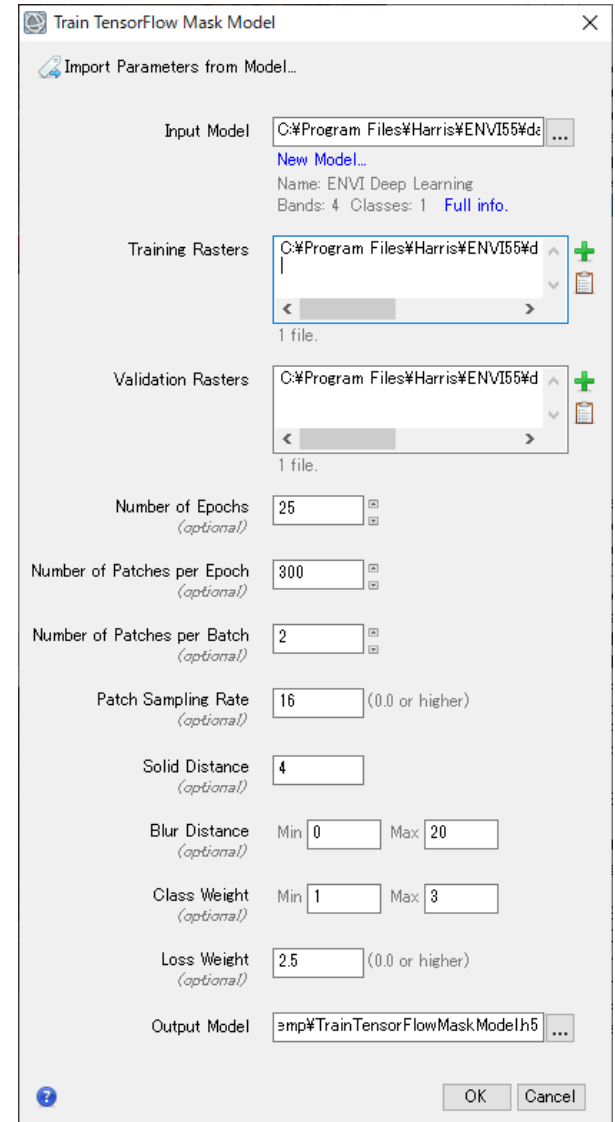 Train TensorFlow Mask Model
Import Parameters from Model...
Input Model C:¥Program Files¥Harris¥ENVI55¥da ...
New Model...
Name: ENVI Deep Learning
Bands: 4 Classes: 1 Full info.
Training Rasters C:¥Program Files¥Harris¥ENVI55¥d
1 file.
Validation Rasters C:¥Program Files¥Harris¥ENVI55¥d
1 file.
Number of Epochs 25
(optional)
Number of Patches per Epoch 300
(optional)
Number of Patches per Batch 2
(optional)
Patch Sampling Rate 16 (0.0 or higher)
(optional)
Solid Distance 4
(optional)
Blur Distance Min 0 Max 20
(optional)
Class Weight Min 1 Max 3
(optional)
Loss Weight 2.5 (0.0 or higher)
(optional)
Output Model emp¥TrainTensorFlowMaskModel.h5 ...
OK Cancel